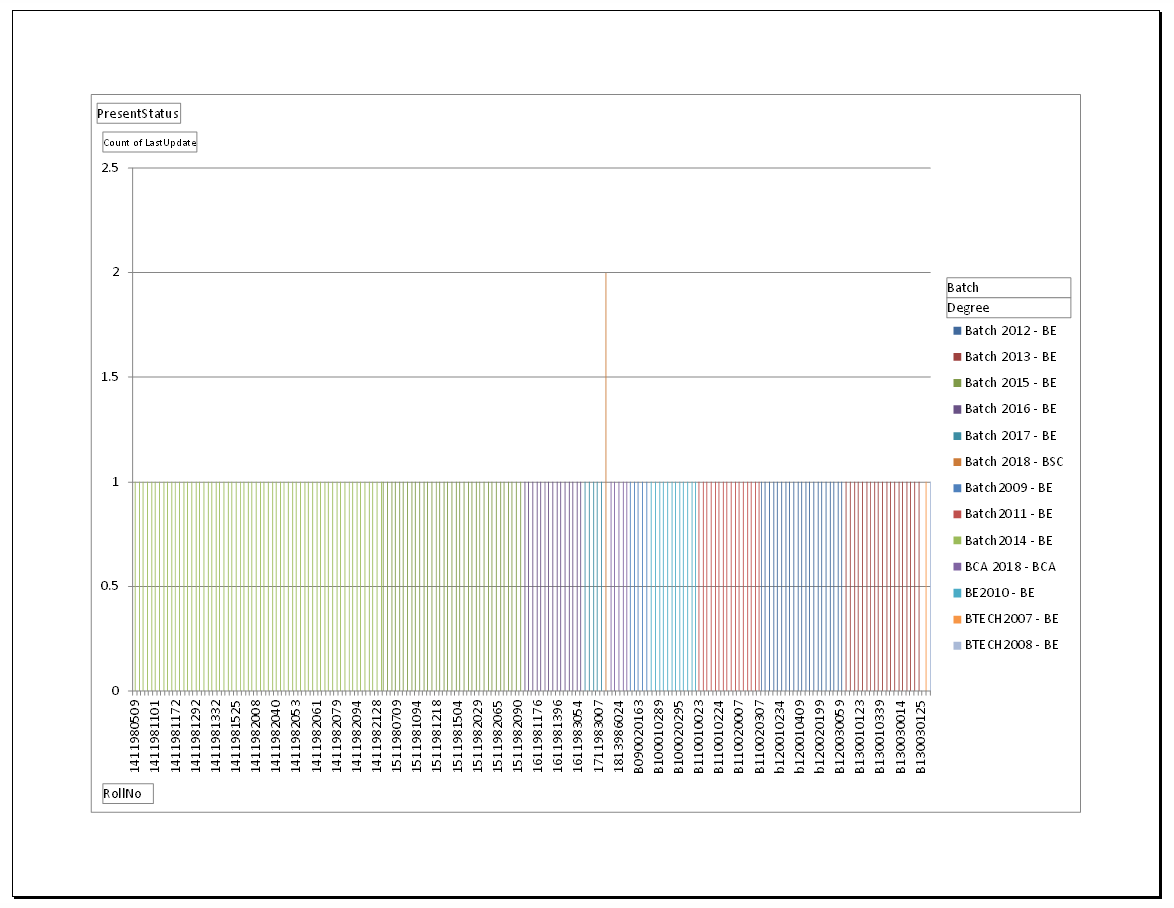 PresentStatus
Count of LastUpdate
2.5
2
1.5
1
0.5
0
1411980509
1411981101
1411981172
1411981292
1411981332
1411981525
1411982008
1411982040
1411982053
1411982061
1411982079
1411982094
1411982128
1511980709
1511981094
1511981218
1511981504
1511982029
1511982065
1511982090
1611981176
1611981396
1611983054
1711983007
1813986024
B090020163
B100010289
B100020295
B110010023
B110010224
B110020007
B110020307
b120010234
b120010409
b120020199
B120030059
B130010123
B130010339
B130030014
B130030125
RollNo
Batch
Degree
Batch 2012 - BE
Batch 2013 - BE
Batch 2015 - BE
Batch 2016 - BE
Batch 2017 - BE
Batch 2018 - BSC
Batch2009 - BE
Batch2011 - BE
Batch2014 - BE
BCA 2018 - BCA
BE2010 - BE
BTECH2007 - BE
BTECH2008 - BE